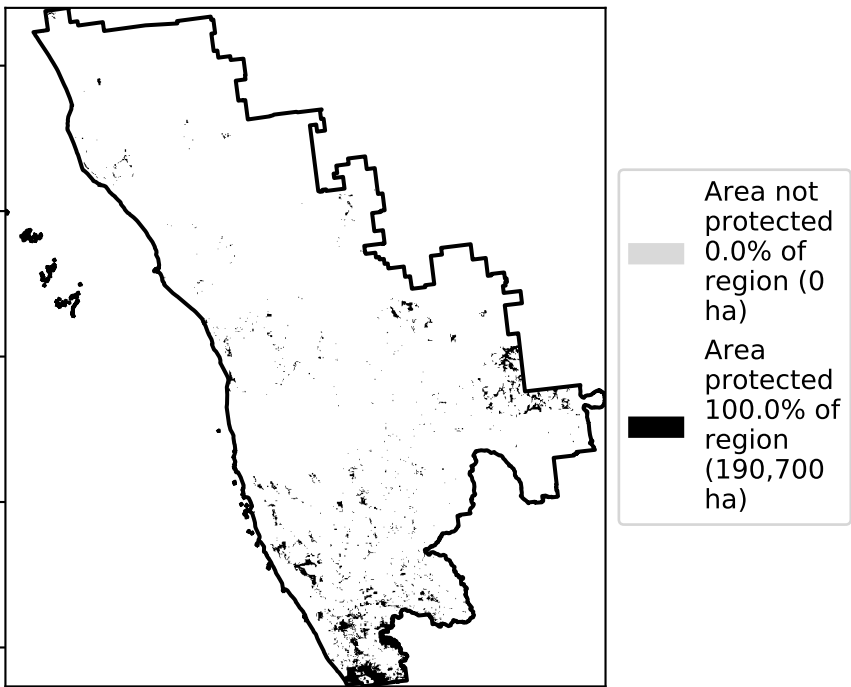 Area not
protected
0.0% of
region (0
ha)
Area
protected
100.0% of
region
(190,700
ha)